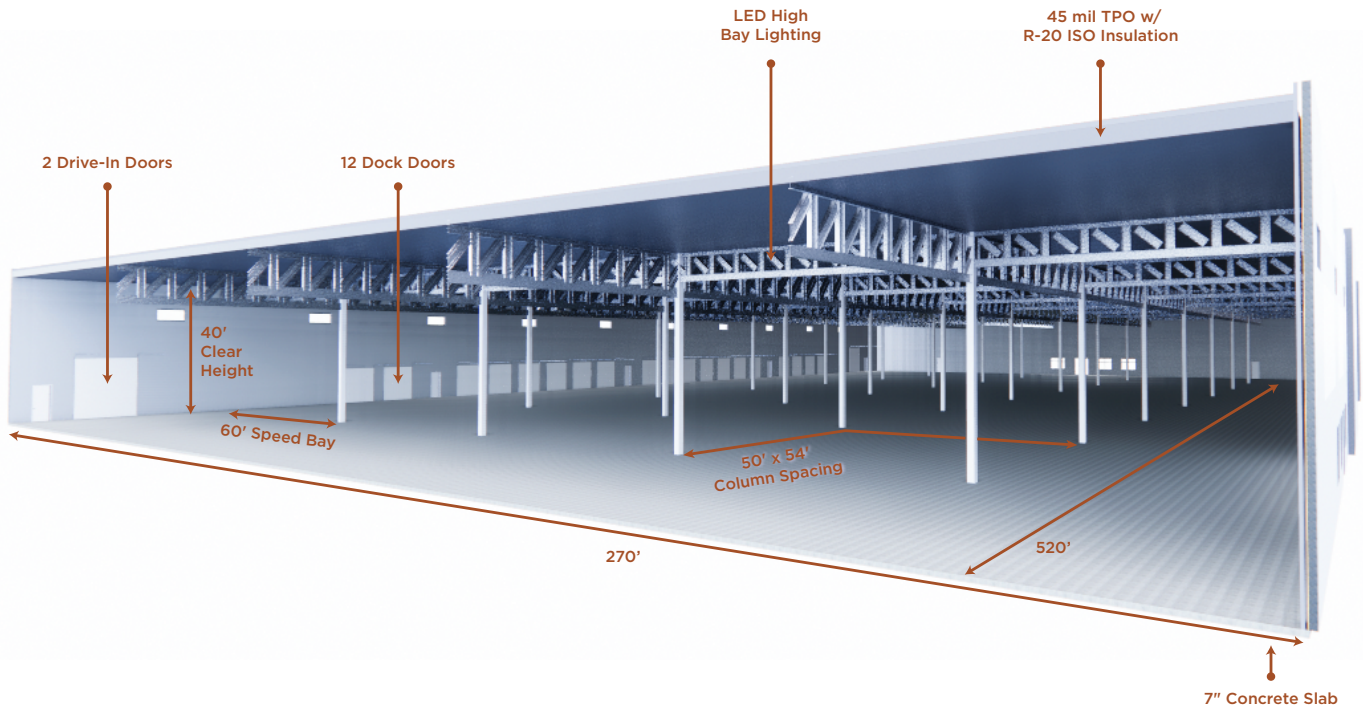 LED High
Bay Lighting
45 mil TPO w/
R-20 ISO Insulation
2 Drive-In Doors
12 Dock Doors
40'
Clear
Height
60' Speed Bay
50' x 54'
Column Spacing
270’
520’
7" Concrete Slab